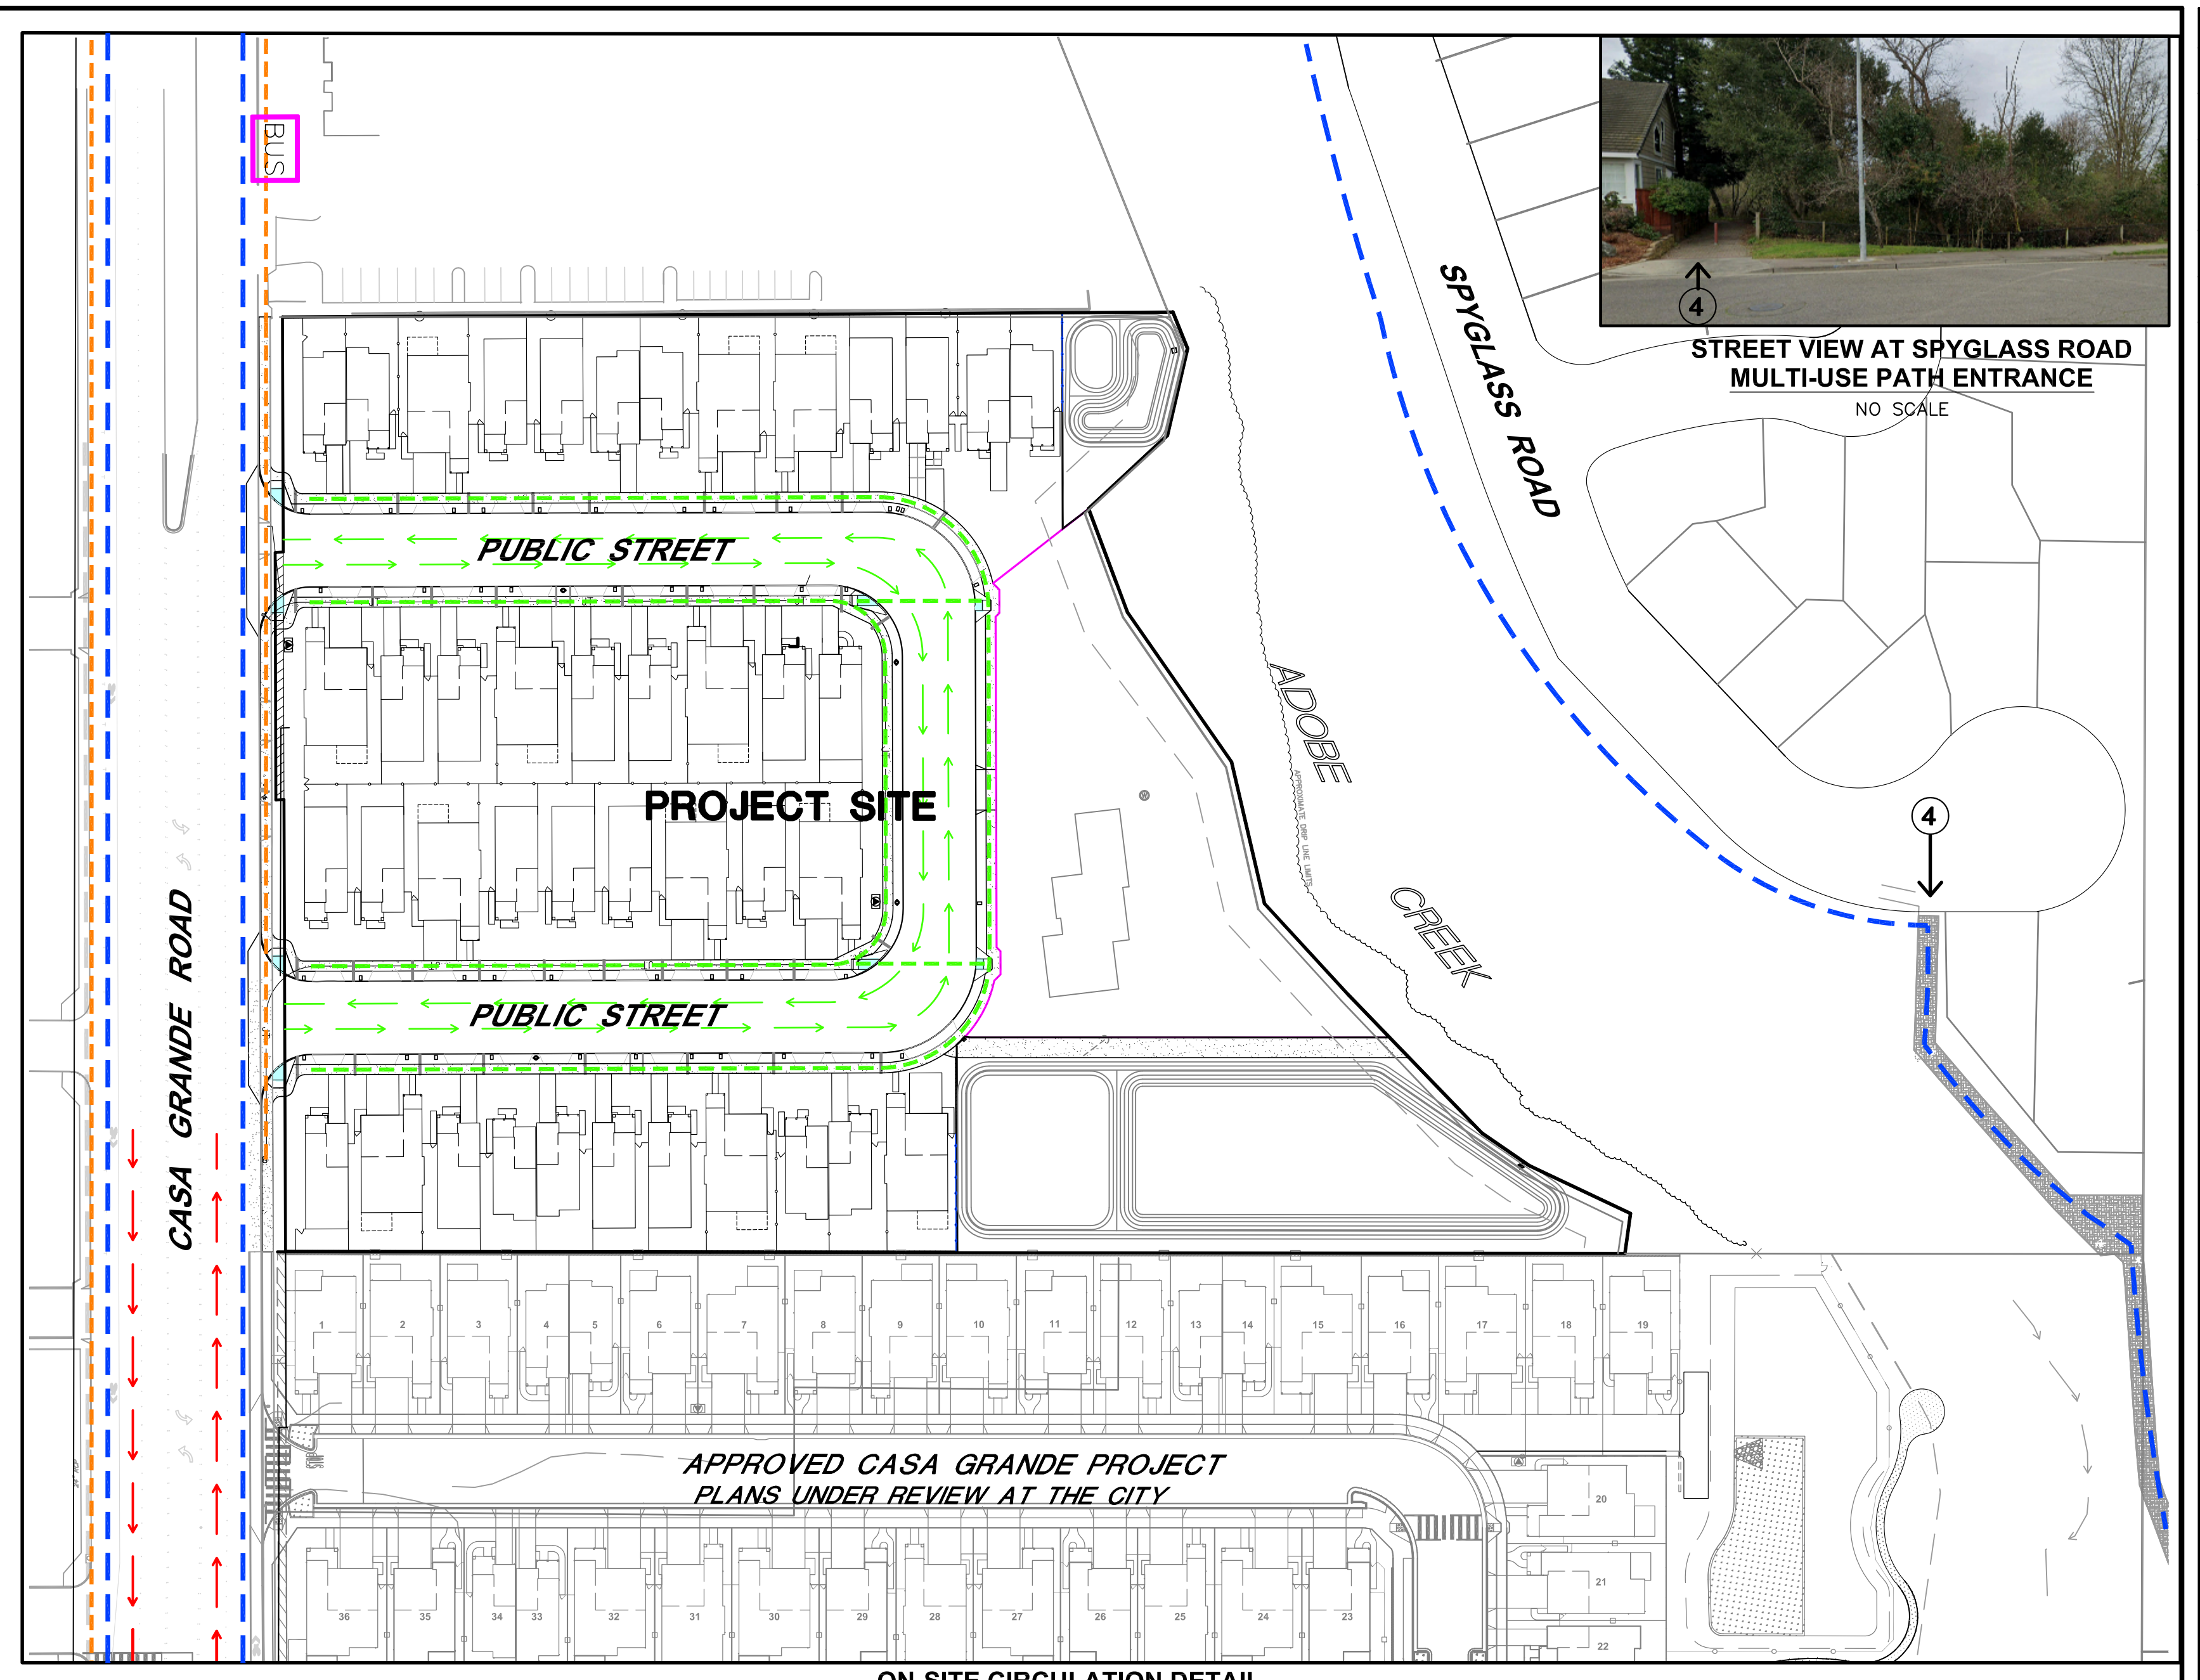 BUS
4
STREET VIEW AT SPYGLASS ROAD
MULTI-USE PATH ENTRANCE
NO SCALE
SPYGLASS ROAD
PUBLIC STREET
ADOBE
CREEK
APPROXIMATE DRIP LINE LIMITS
PROJECT SITE
4
CASA GRANDE ROAD
PUBLIC STREET
1 2 3 4 5 6 7 8 9 10 11 12 13 14 15 16 17 18 19
APPROVED CASA GRANDE PROJECT
PLANS UNDER REVIEW AT THE CITY
20
21
22
36 35 34 33 32 31 30 29 28 27 26 25 24 23
ON-SITE CIRCULATION DETAIL